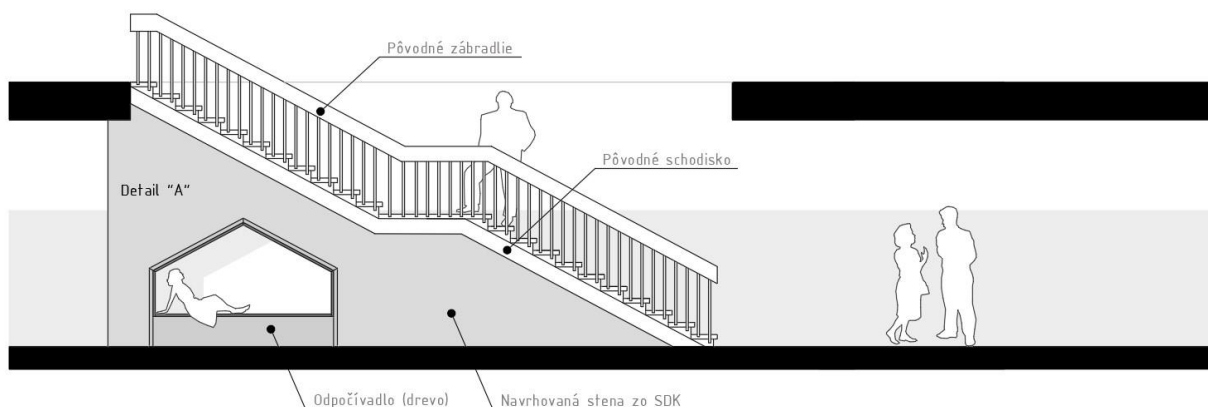 Pôvodné zábradlie
Pôvodné schodisko
Detail "A"
Odpočívadlo (drevo)
Navrhovaná stena zo SDK